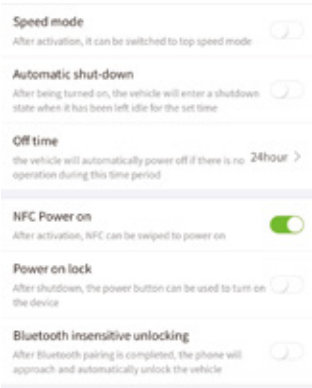 Speed mode
After activation, it can be switched to top speed mode
Automatic shut-down
After being turned on, the vehicle will enter a shutdown
state when it has been left idle for the set time
Off time
the vehicle will automatically power off if there is no
operation during this time period
24hour >
NFC Power on
After activation, NFC can be swiped to power on
Power on lock
After shutdown, the power button can be used to turn on
the device
Bluetooth insensitive unlocking
After Bluetooth pairing is completed, the phone will
approach and automatically unlock the vehicle